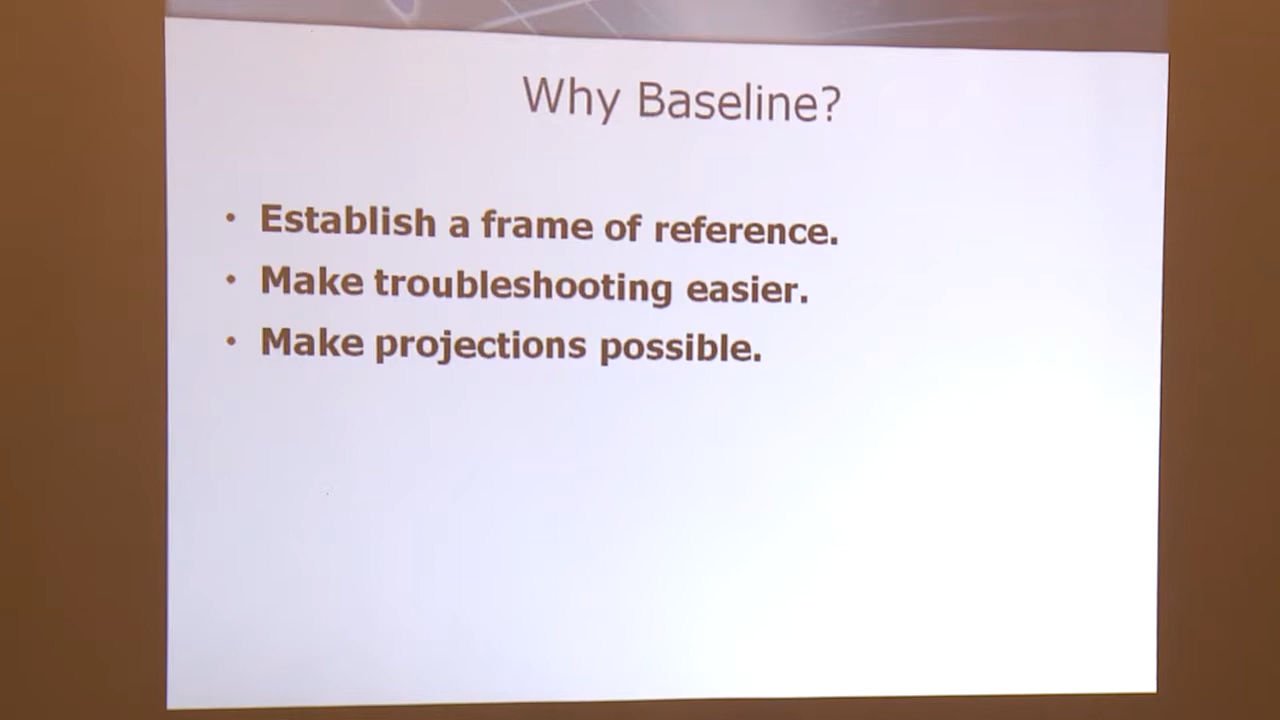 Why Baseline?
• Establish a frame of reference.
• Make troubleshooting easier.
• Make projections possible.